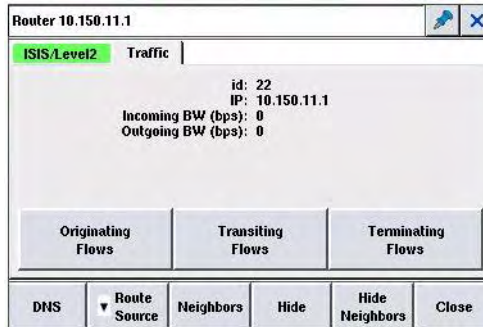 Router 10.150.11.1
ISIS/Level2 Traffic
id: 22
IP: 10.150.11.1
Incoming BW (bps): 0
Outgoing BW (bps): 0
Originating Flows
Transiting Flows
Terminating Flows
DNS
Route Source
Neighbors
Hide
Hide Neighbors
Close